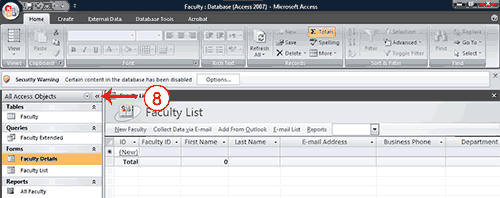 Faculty : Database (Access 2007) - Microsoft Access
Home Create External Data Database Tools Acrobat
View
Paste
New Totals
Save Spelling
Delete More
Refresh All
Filter
Selection
Advanced
Toggle Filter
Find
Replace
Go To
Select
Views Clipboard Font Rich Text Records Sort & Filter Find
Security Warning Certain content in the database has been disabled Options...
All Access Objects «
8
Faculty List
Tables
Faculty
Queries
Faculty Extended
Forms
Faculty Details
Faculty List
Reports
All Faculty
Faculty List
New Faculty Collect Data via E-mail Add From Outlook E-mail List Reports
ID Faculty ID First Name Last Name E-mail Address Business Phone Department
(New)
Total 0